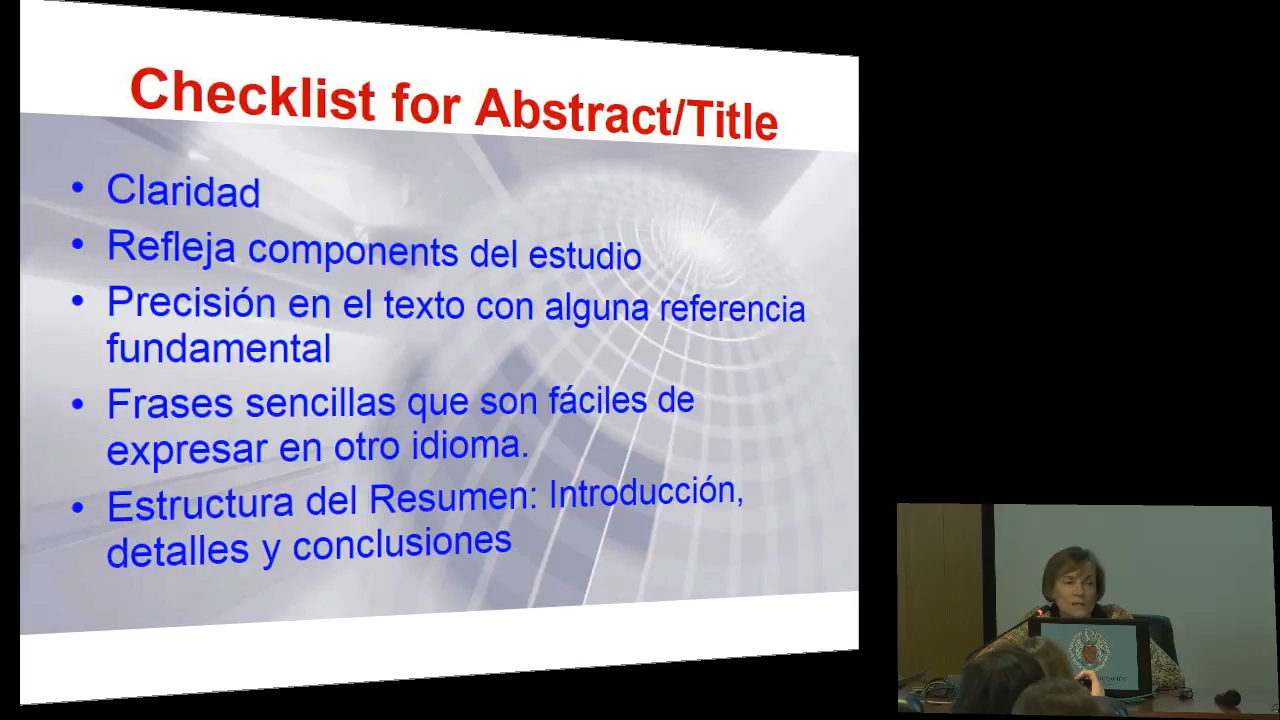 Checklist for Abstract/Title
• Claridad
• Refleja components del estudio
• Precisión en el texto con alguna referencia
fundamental
• Frases sencillas que son fáciles de
expresar en otro idioma.
• Estructura del Resumen: Introducción,
detalles y conclusiones